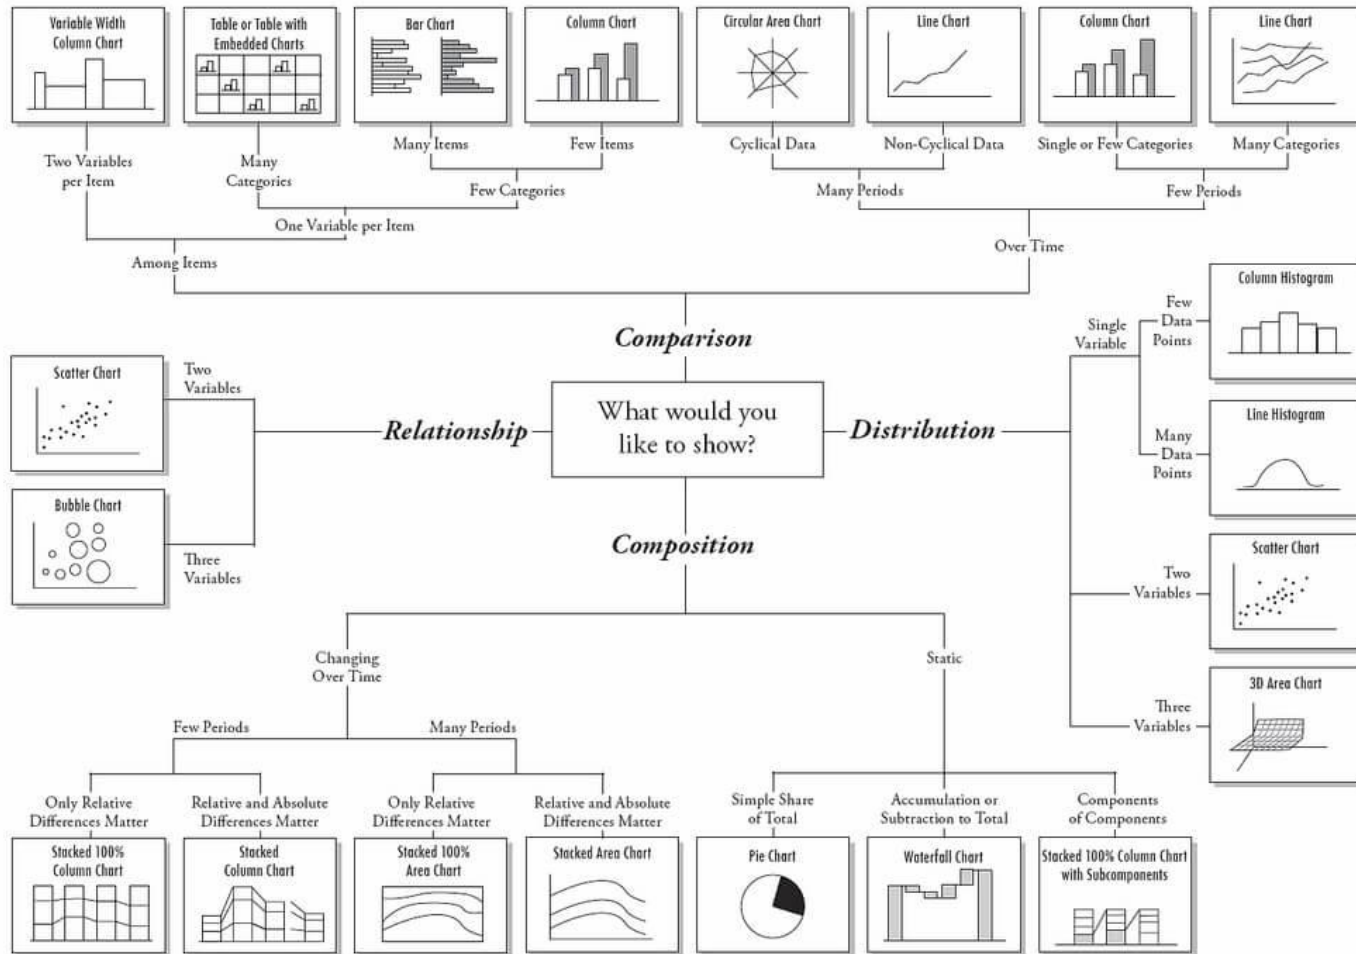 Variable Width
Column Chart
Table or Table with
Embedded Charts
Bar Chart
Column Chart
Circular Area Chart
Line Chart
Column Chart
Line Chart
Two Variables
per Item
Many
Categories
Many Items
Few Items
Cyclical Data
Non-Cyclical Data
Single or Few Categories
Many Categories
Few Categories
Many Periods
Few Periods
One Variable per Item
Among Items
Over Time
Comparison
What would you
like to show?
Relationship
Two
Variables
Scatter Chart
Three
Variables
Bubble Chart
Distribution
Single
Variable
Few
Data
Points
Column Histogram
Many
Data
Points
Line Histogram
Two
Variables
Scatter Chart
Three
Variables
3D Area Chart
Composition
Changing
Over Time
Static
Few Periods
Many Periods
Only Relative
Differences Matter
Relative and Absolute
Differences Matter
Only Relative
Differences Matter
Relative and Absolute
Differences Matter
Simple Share
of Total
Accumulation or
Subtraction to Total
Components
of Components
Stacked 100%
Column Chart
Stacked
Column Chart
Stacked 100%
Area Chart
Stacked Area Chart
Pie Chart
Waterfall Chart
Stacked 100% Column Chart
with Subcomponents